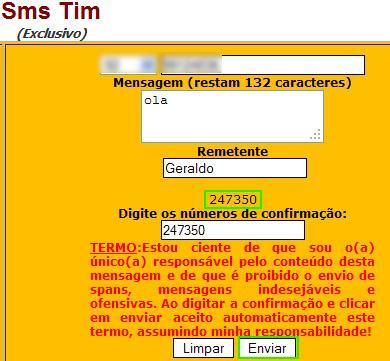 Sms Tim
(Exclusivo)
Mensagem (restam 132 caracteres)
ola
Remetente
Geraldo
247350
Digite os números de confirmação:
247350
TERMO:Estou ciente de que sou o(a)
único(a) responsável pelo conteúdo desta
mensagem e de que é proibido o envio de
spans, mensagens indesejáveis e
ofensivas. Ao digitar a confirmação e clicar
em enviar aceito automaticamente este
termo, assumindo minha responsabilidade!
Limpar Enviar